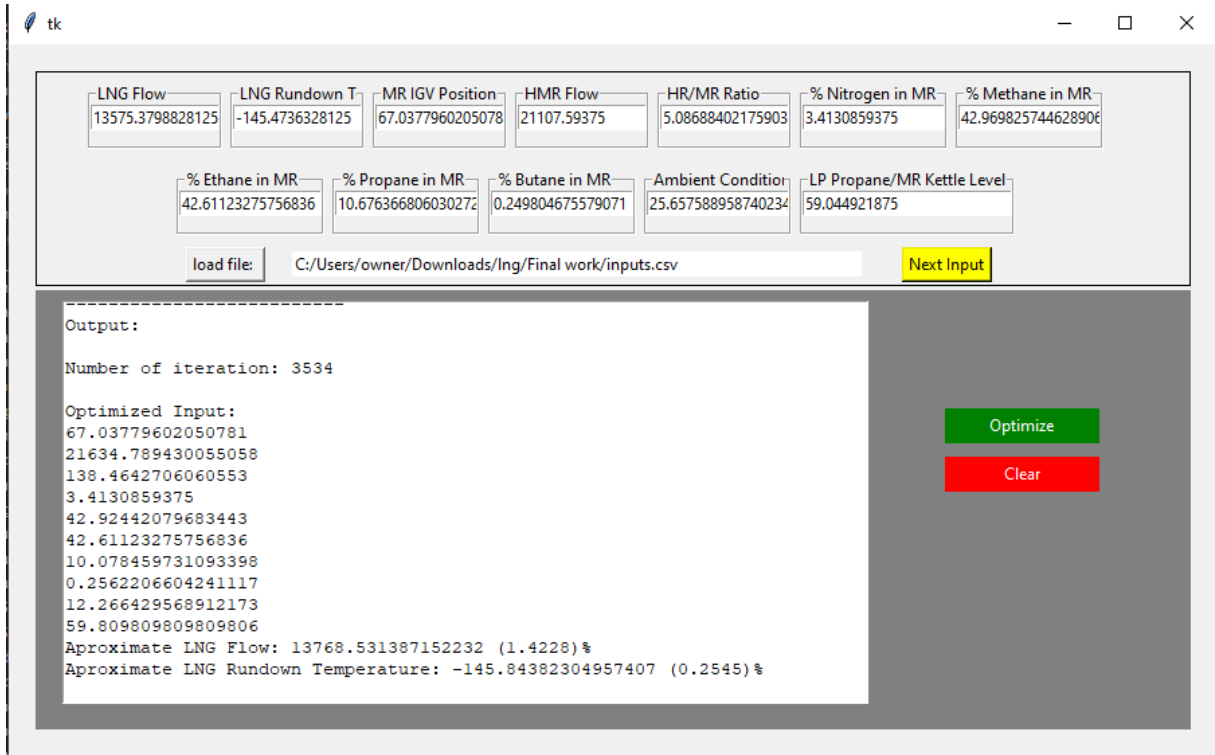 tk
LNG Flow LNG Rundown T MR IGV Position HMR Flow HR/MR Ratio % Nitrogen in MR % Methane in MR
13575.3798828125 -145.4736328125 67.0377960205078 21107.59375 5.08688402175903 3.4130859375 42.969825744628906
% Ethane in MR % Propane in MR % Butane in MR Ambient Condition LP Propane/MR Kettle Level
42.61123275756836 10.676366806030272 0.249804675579071 25.657588958740234 59.044921875
load file: C:/Users/owner/Downloads/lng/Final work/inputs.csv Next Input
--------------------------
Output:
Number of iteration: 3534
Optimized Input:
67.03779602050781
21634.789430055058
138.4642706060553
3.4130859375
42.92442079683443
42.61123275756836
10.078459731093398
0.2562206604241117
12.266429568912173
59.809809809809806
Aproximate LNG Flow: 13768.531387152232 (1.4228)%
Aproximate LNG Rundown Temperature: -145.84382304957407 (0.2545)%
Optimize
Clear